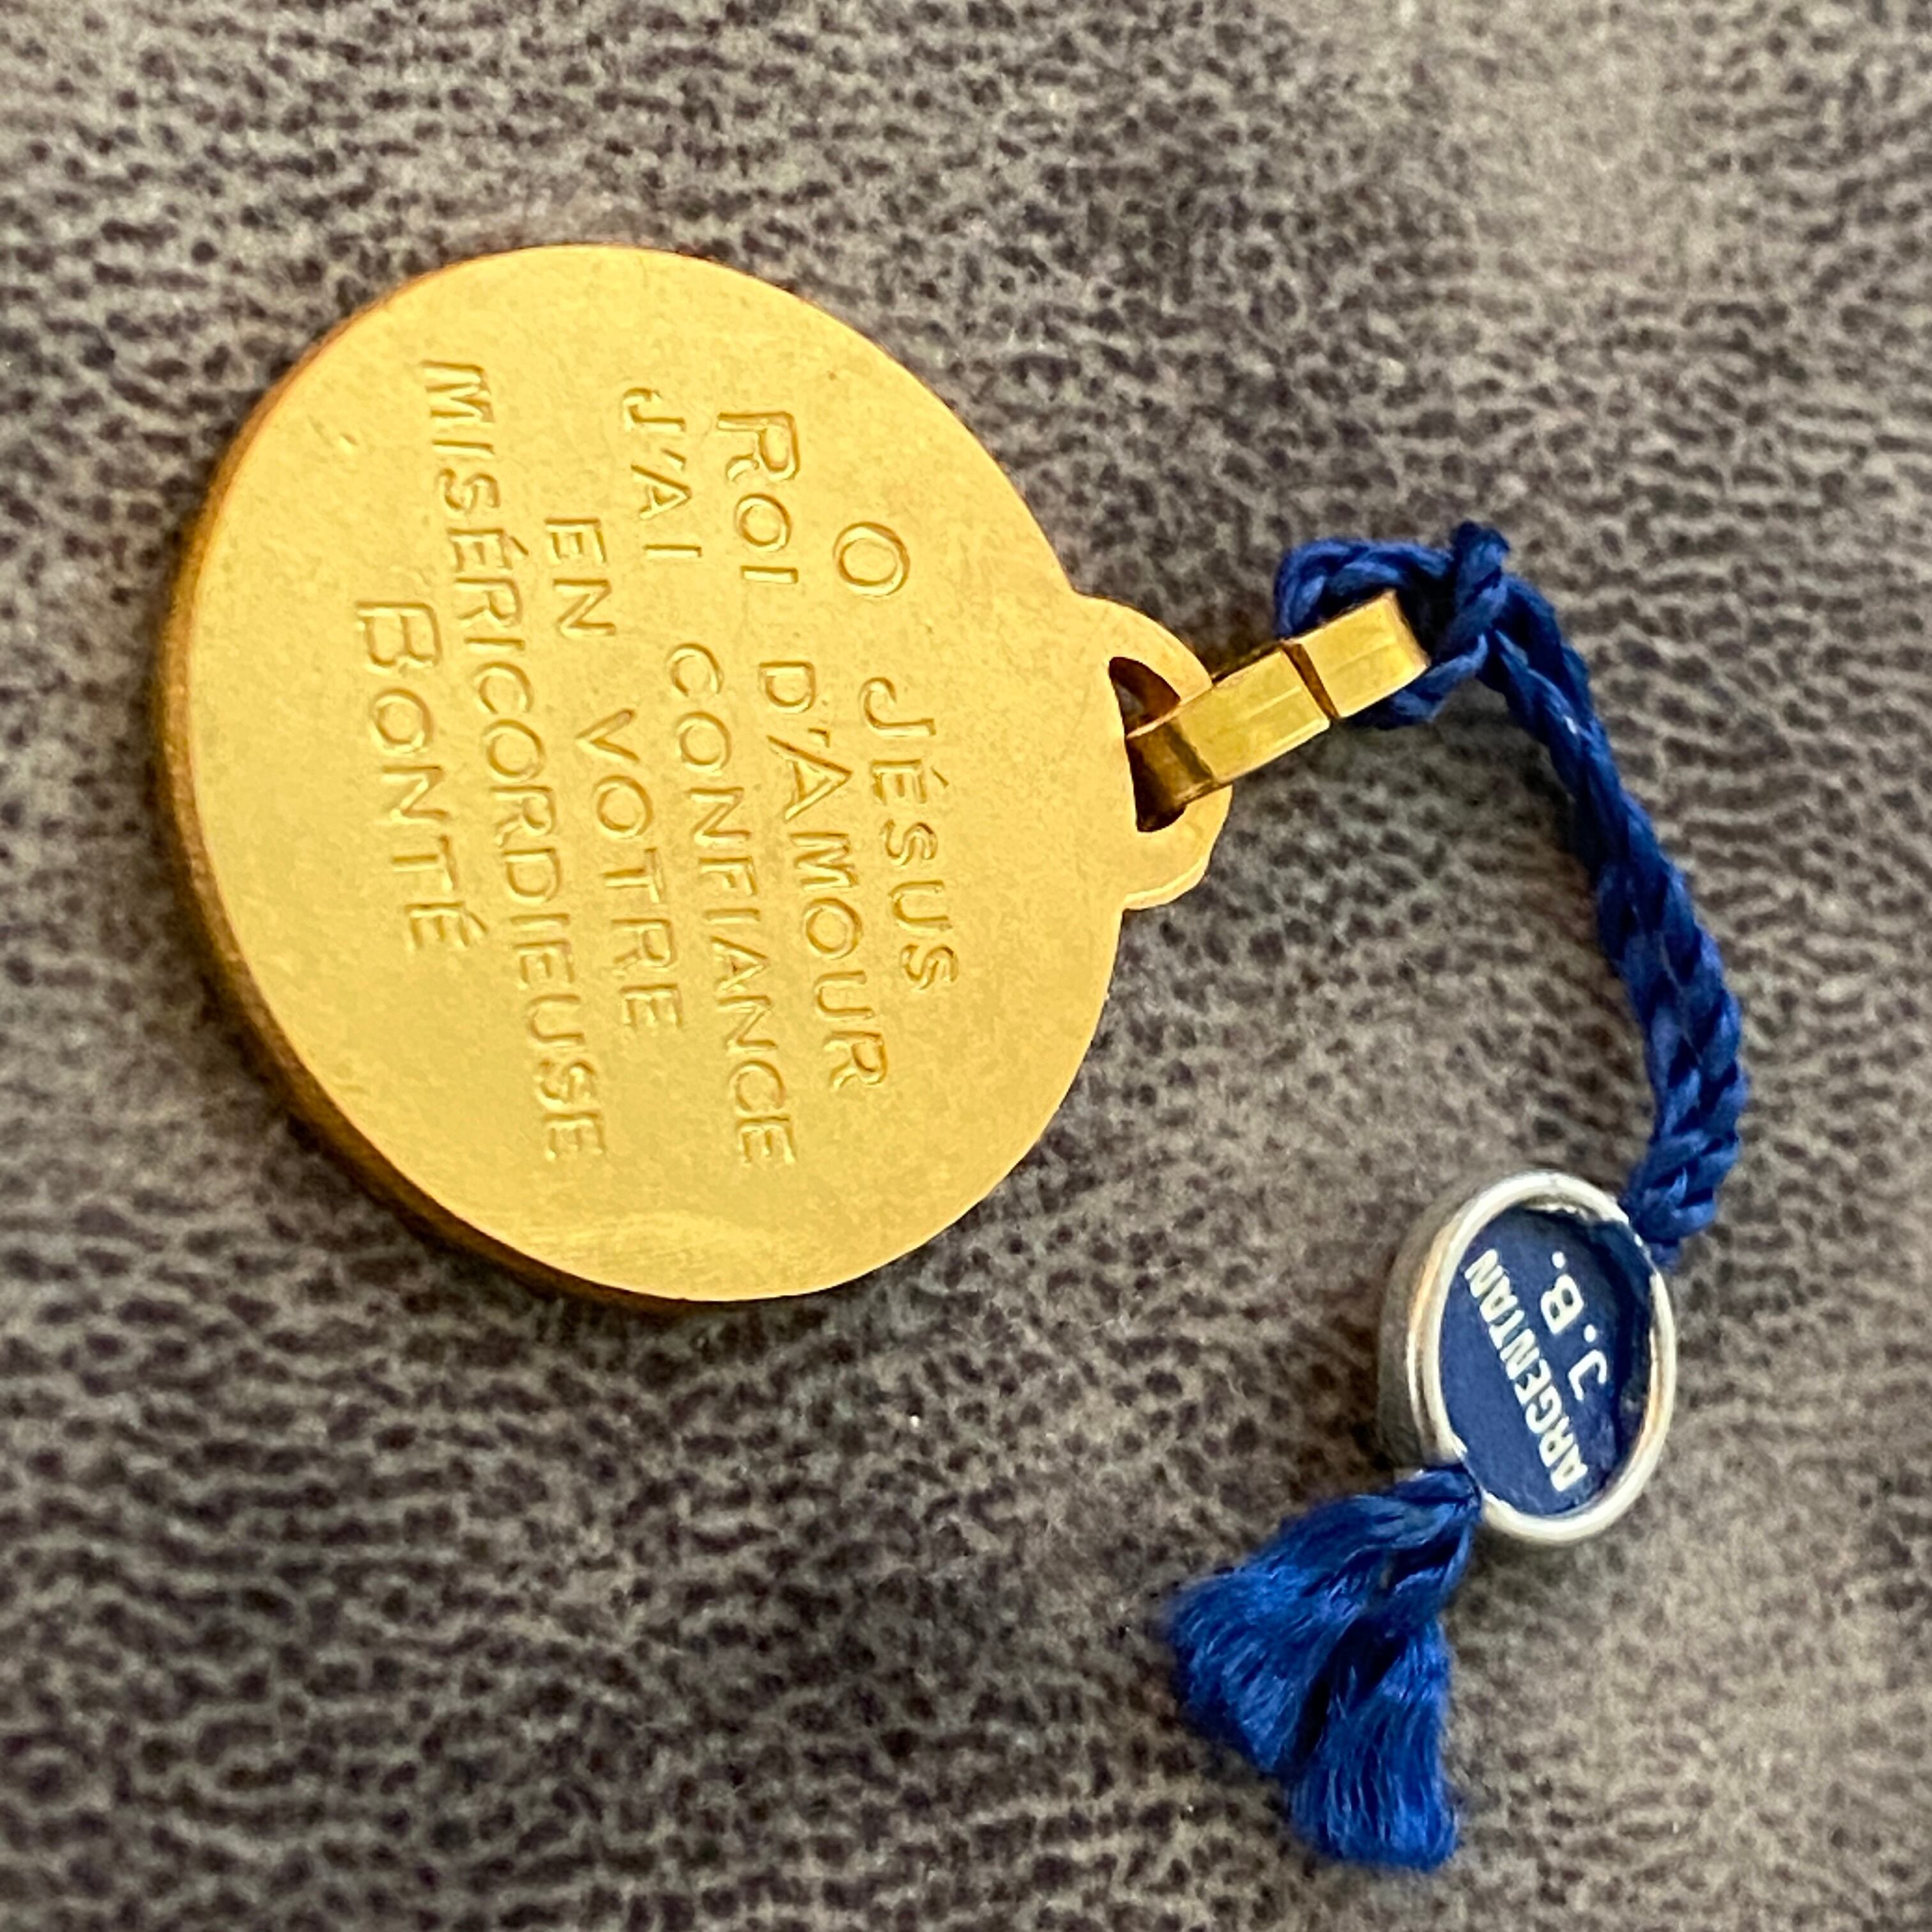 O JÉSUS
ROI D'AMOUR
J'AI CONFIANCE
EN VOTRE
MISÉRICORDIEUSE
BONTÉ
J.B.
ARGENTAN